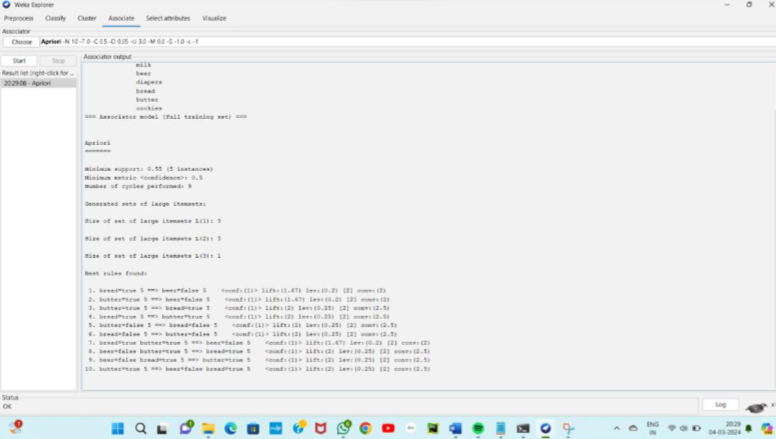 Weka Explorer
Preprocess Classify Cluster Associate Select attributes Visualize
Associator
Choose Apriori -N 10 -T 0 -C 0.5 -D 0.05 -U 3.0 -M 0.0 -S -1.0 -c -1
Start Stop
Associator output
Result list (right-click for ...
20:29:08 - Apriori
milk
beer
diapers
bread
butter
cookies
=== Associator model (full training set) ===
Apriori
=======
Minimum support: 0.55 (5 instances)
Minimum metric <confidence>: 0.5
Number of cycles performed: 9
Generated sets of large itemsets:
Size of set of large itemsets L(1): 9
Size of set of large itemsets L(2): 5
Size of set of large itemsets L(3): 1
Best rules found:
1. bread=true 5 ==> beer=false 5 <conf:(1)> lift:(1.67) lev:(0.2) [2] conv:(2)
2. butter=true 5 ==> beer=false 5 <conf:(1)> lift:(1.67) lev:(0.2) [2] conv:(2)
3. butter=true 5 ==> bread=true 5 <conf:(1)> lift:(2) lev:(0.25) [2] conv:(2.5)
4. bread=true 5 ==> butter=true 5 <conf:(1)> lift:(2) lev:(0.25) [2] conv:(2.5)
5. butter=false 5 ==> bread=false 5 <conf:(1)> lift:(2) lev:(0.25) [2] conv:(2.5)
6. bread=false 5 ==> butter=false 5 <conf:(1)> lift:(2) lev:(0.25) [2] conv:(2.5)
7. bread=true butter=true 5 ==> beer=false 5 <conf:(1)> lift:(1.67) lev:(0.2) [2] conv:(2)
8. beer=false butter=true 5 ==> bread=true 5 <conf:(1)> lift:(2) lev:(0.25) [2] conv:(2.5)
9. beer=false bread=true 5 ==> butter=true 5 <conf:(1)> lift:(2) lev:(0.25) [2] conv:(2.5)
10. butter=true 5 ==> beer=false bread=true 5 <conf:(1)> lift:(2) lev:(0.25) [2] conv:(2.5)
Status
OK
Log
x
ENG
IN
20:29
04-03-2024